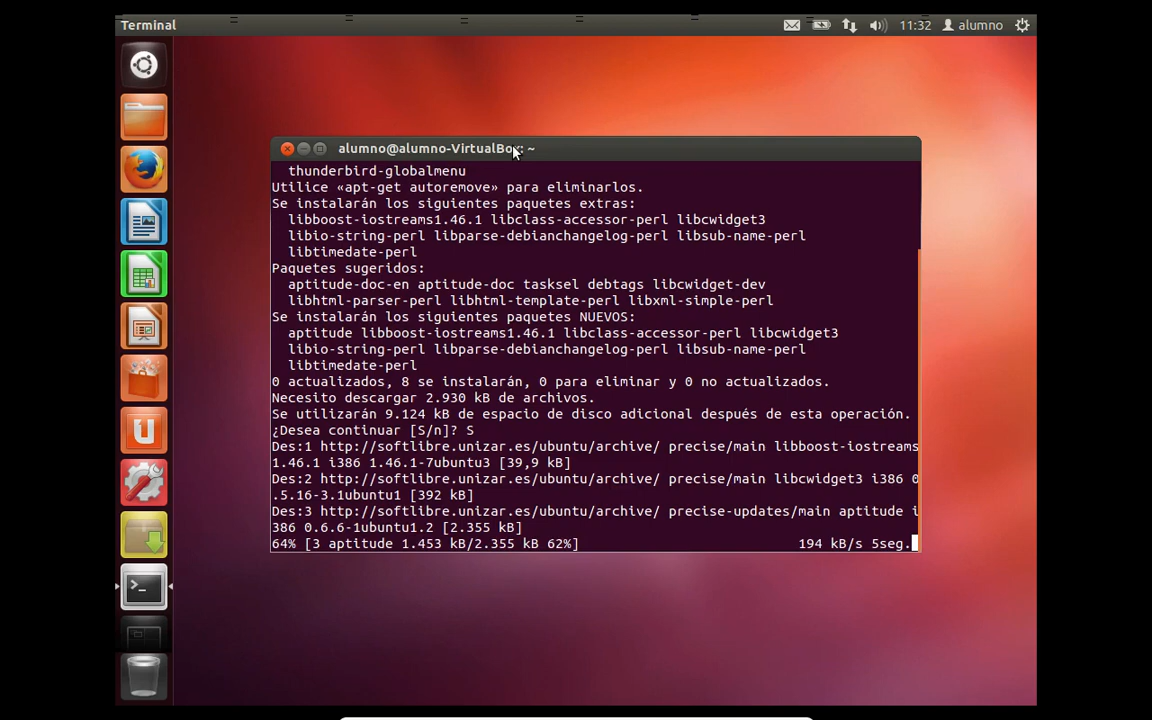 Terminal
11:32
alumno
alumno@alumno-VirtualBox: ~
thunderbird-globalmenu
Utilice «apt-get autoremove» para eliminarlos.
Se instalarán los siguientes paquetes extras:
libboost-iostreams1.46.1 libclass-accessor-perl libcwidget3
libio-string-perl libparse-debianchangelog-perl libsub-name-perl
libtimedate-perl
Paquetes sugeridos:
aptitude-doc-en aptitude-doc tasksel debtags libcwidget-dev
libhtml-parser-perl libhtml-template-perl libxml-simple-perl
Se instalarán los siguientes paquetes NUEVOS:
aptitude libboost-iostreams1.46.1 libclass-accessor-perl libcwidget3
libio-string-perl libparse-debianchangelog-perl libsub-name-perl
libtimedate-perl
0 actualizados, 8 se instalarán, 0 para eliminar y 0 no actualizados.
Necesito descargar 2.930 kB de archivos.
Se utilizarán 9.124 kB de espacio de disco adicional después de esta operación.
¿Desea continuar [S/n]? S
Des:1 http://softlibre.unizar.es/ubuntu/archive/ precise/main libboost-iostreams
1.46.1 i386 1.46.1-7ubuntu3 [39,9 kB]
Des:2 http://softlibre.unizar.es/ubuntu/archive/ precise/main libcwidget3 i386 0
.5.16-3.1ubuntu1 [392 kB]
Des:3 http://softlibre.unizar.es/ubuntu/archive/ precise-updates/main aptitude i
386 0.6.6-1ubuntu1.2 [2.355 kB]
64% [3 aptitude 1.453 kB/2.355 kB 62%] 194 kB/s 5seg.